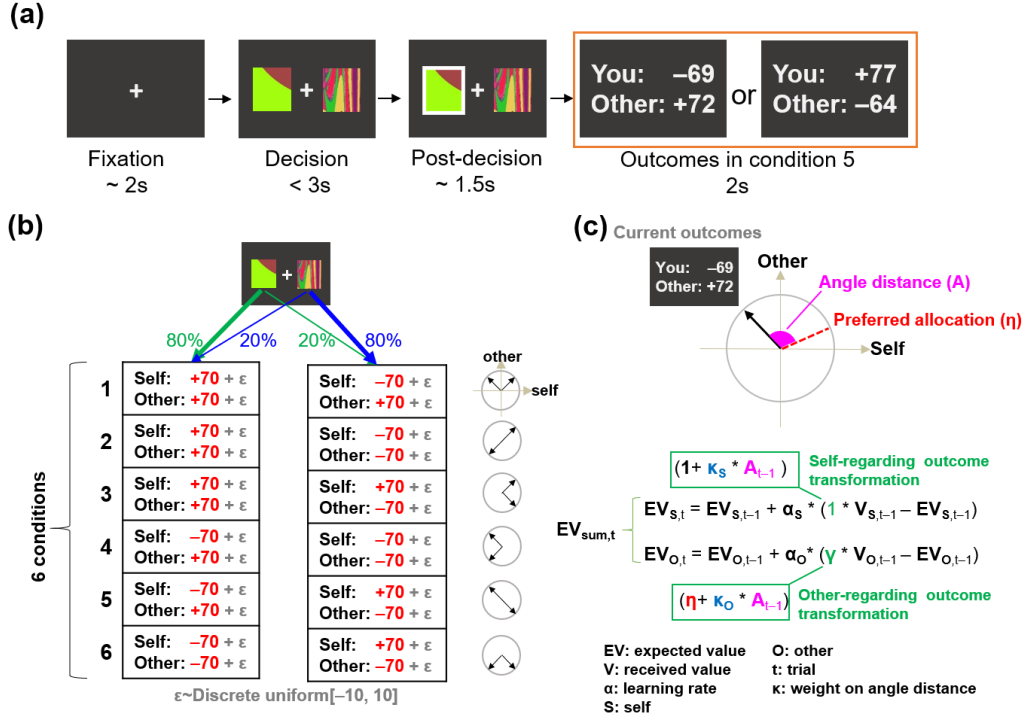 (a)
+
+
+
You: –69
Other: +72
or
You: +77
Other: –64
Fixation
~ 2s
Decision
< 3s
Post-decision
~ 1.5s
Outcomes in condition 5
2s
(b)
+
80%
20%
20%
80%
6 conditions
1
Self: +70 + ε
Other: +70 + ε
Self: –70 + ε
Other: +70 + ε
other
self
2
Self: +70 + ε
Other: +70 + ε
Self: –70 + ε
Other: –70 + ε
3
Self: +70 + ε
Other: +70 + ε
Self: +70 + ε
Other: –70 + ε
4
Self: –70 + ε
Other: +70 + ε
Self: –70 + ε
Other: –70 + ε
5
Self: –70 + ε
Other: +70 + ε
Self: +70 + ε
Other: –70 + ε
6
Self: –70 + ε
Other: –70 + ε
Self: +70 + ε
Other: –70 + ε
ε~Discrete uniform[–10, 10]
(c)
Current outcomes
You: –69
Other: +72
Other
Angle distance (A)
Preferred allocation (η)
Self
(1+ κS * At–1 )
Self-regarding outcome
transformation
EVsum,t
EVS,t = EVS,t–1 + αS* (1 * VS,t–1 – EVS,t–1)
EVO,t = EVO,t–1 + αO* (γ * VO,t–1 – EVO,t–1)
(η+ κO * At–1)
Other-regarding outcome
transformation
EV: expected value
V: received value
α: learning rate
S: self
O: other
t: trial
κ: weight on angle distance